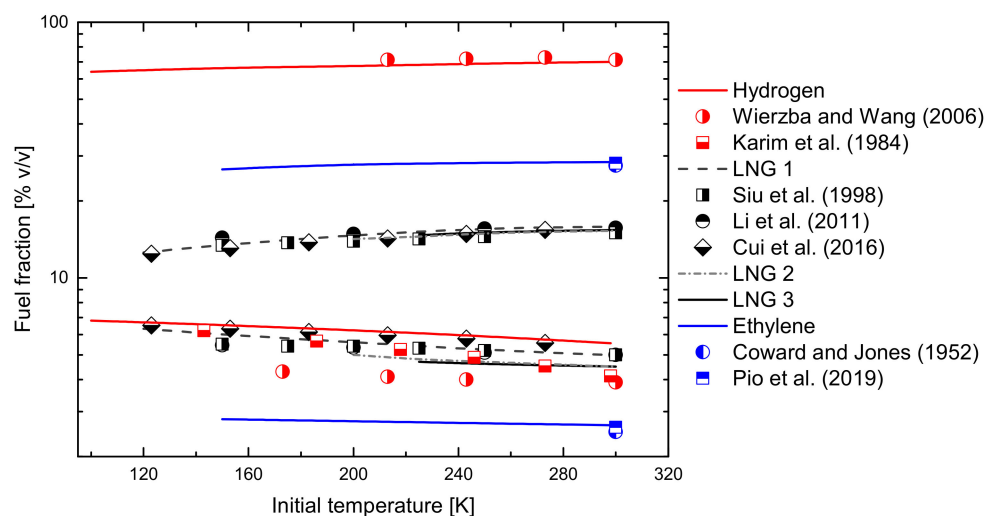 100
10
Fuel fraction [% v/v]
120
160
200
240
280
320
Initial temperature [K]
Hydrogen
Wierzba and Wang (2006)
Karim et al. (1984)
LNG 1
Siu et al. (1998)
Li et al. (2011)
Cui et al. (2016)
LNG 2
LNG 3
Ethylene
Coward and Jones (1952)
Pio et al. (2019)